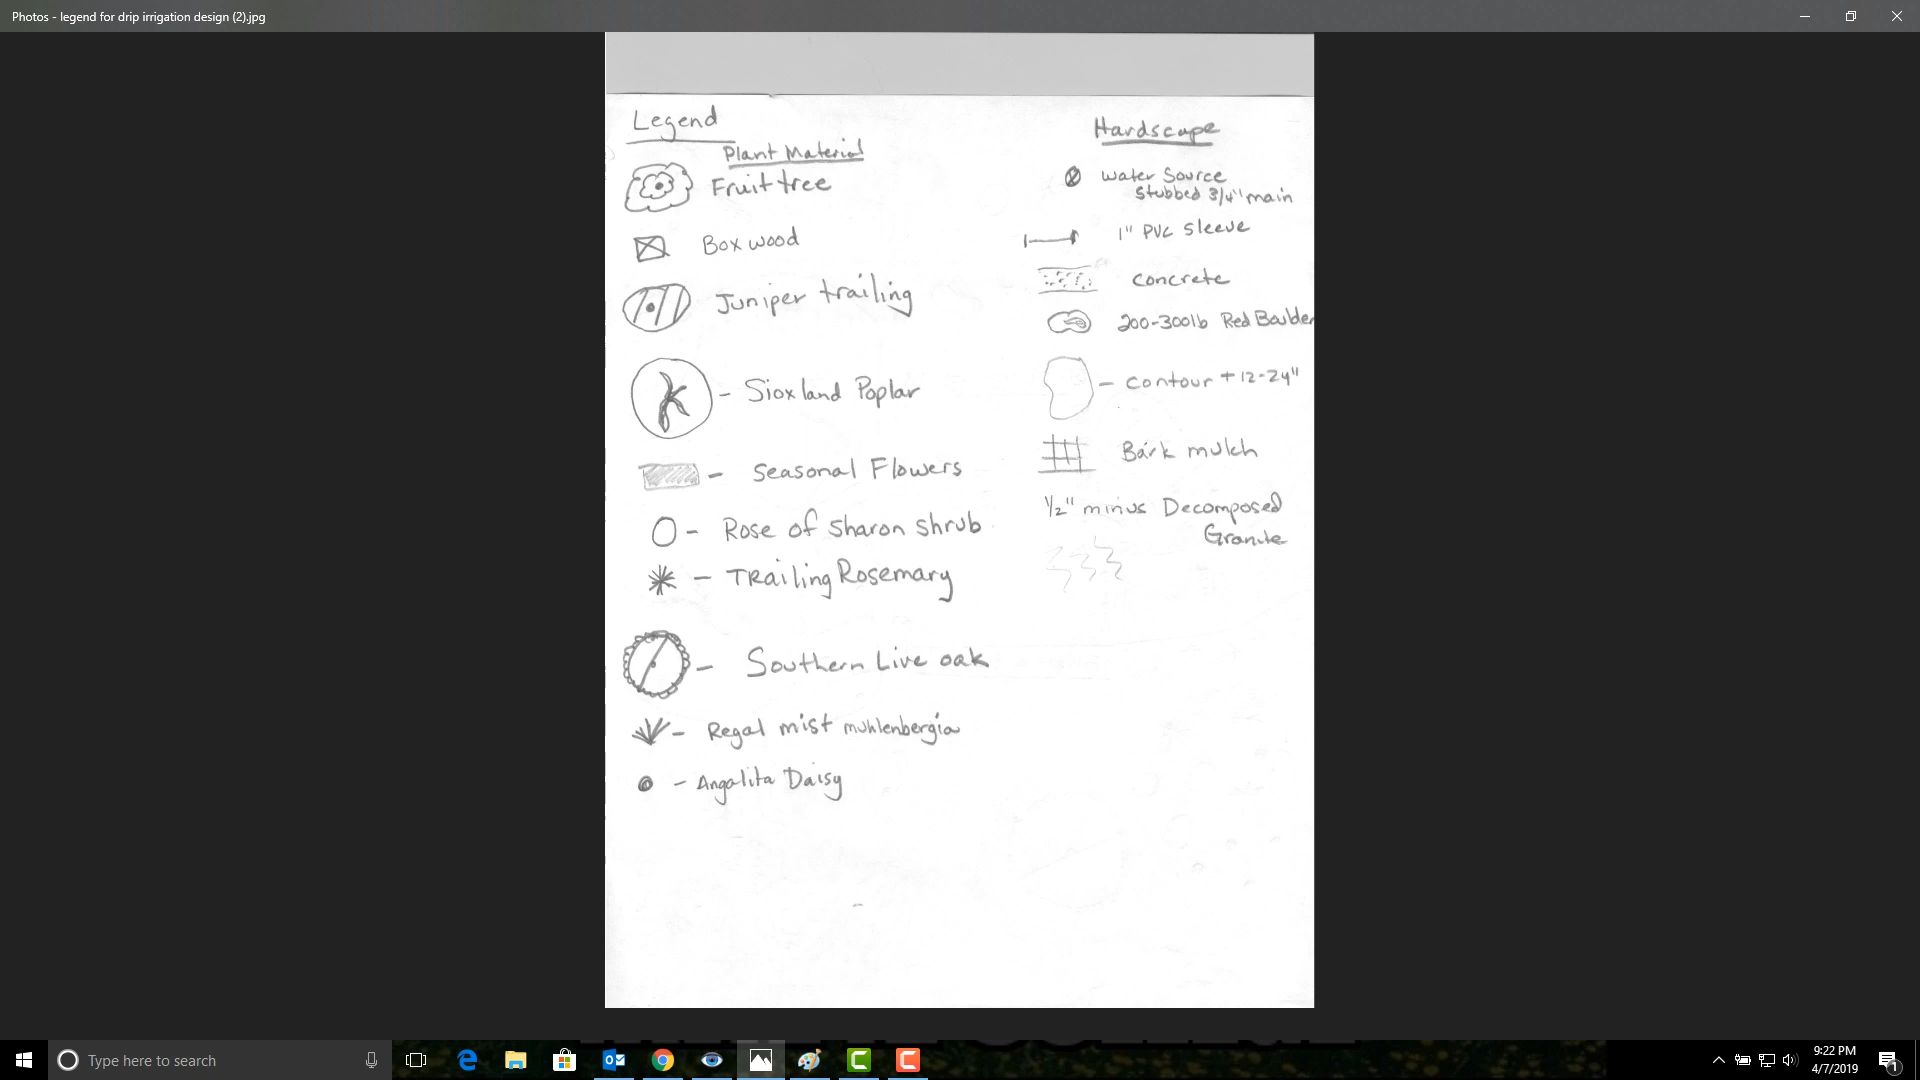 Photos - legend for drip irrigation design (2).jpg
Legend
Plant Material
Fruit tree
Box wood
Juniper trailing
- Sioxland Poplar
- Seasonal Flowers
- Rose of sharon shrub
- TRailing Rosemary
- Southern Live oak
- Regal mist muhlenbergia
- Angalita Daisy
Hardscape
water Source
Stubbed 3/4" main
1" PVC Sleeve
concrete
200-300lb Red Boulder
- contour + 12-24"
Bark mulch
1/2" minus Decomposed
Granite
Type here to search
9:22 PM
4/7/2019
1